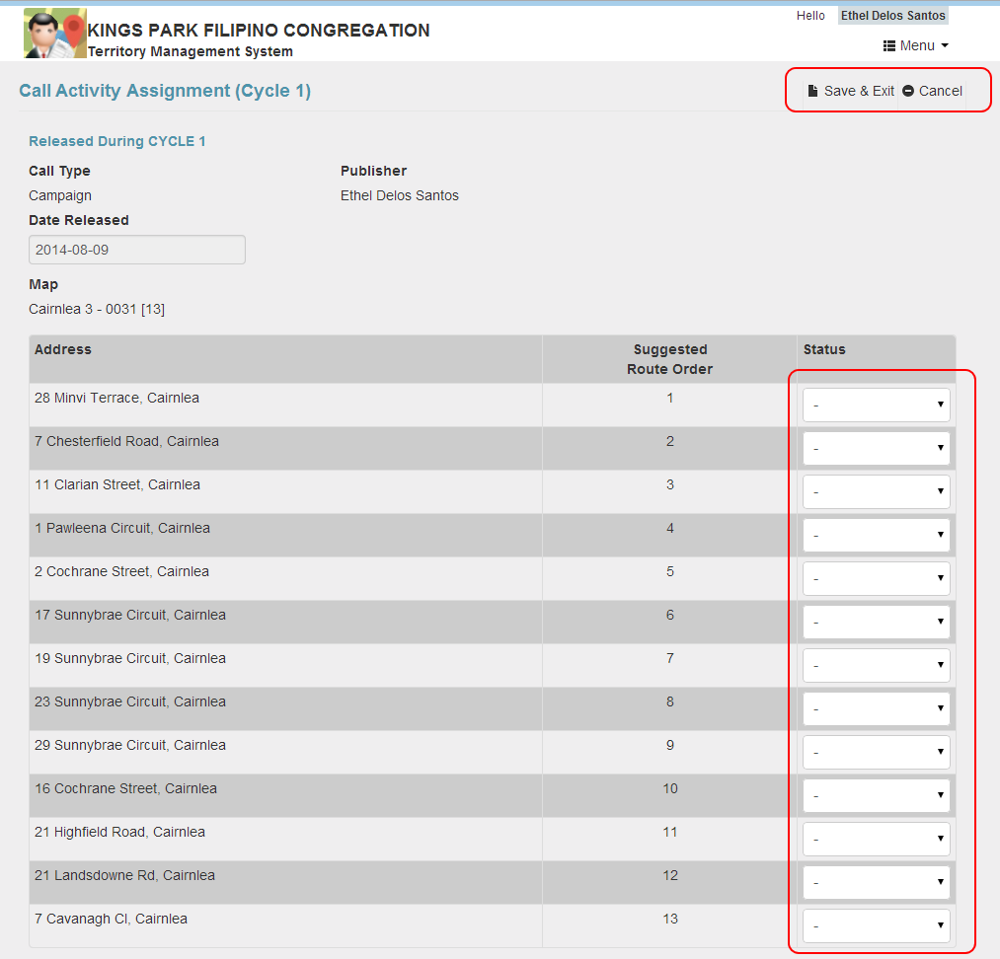 KINGS PARK FILIPINO CONGREGATION
Territory Management System
Hello Ethel Delos Santos
Menu
Call Activity Assignment (Cycle 1)
Save & Exit Cancel
Released During CYCLE 1
Call Type Publisher
Campaign Ethel Delos Santos
Date Released
2014-08-09
Map
Cairnlea 3 - 0031 [13]
Address Suggested Route Order Status
28 Minvi Terrace, Cairnlea 1 -
7 Chesterfield Road, Cairnlea 2 -
11 Clarian Street, Cairnlea 3 -
1 Pawleena Circuit, Cairnlea 4 -
2 Cochrane Street, Cairnlea 5 -
17 Sunnybrae Circuit, Cairnlea 6 -
19 Sunnybrae Circuit, Cairnlea 7 -
23 Sunnybrae Circuit, Cairnlea 8 -
29 Sunnybrae Circuit, Cairnlea 9 -
16 Cochrane Street, Cairnlea 10 -
21 Highfield Road, Cairnlea 11 -
21 Landsdowne Rd, Cairnlea 12 -
7 Cavanagh Cl, Cairnlea 13 -